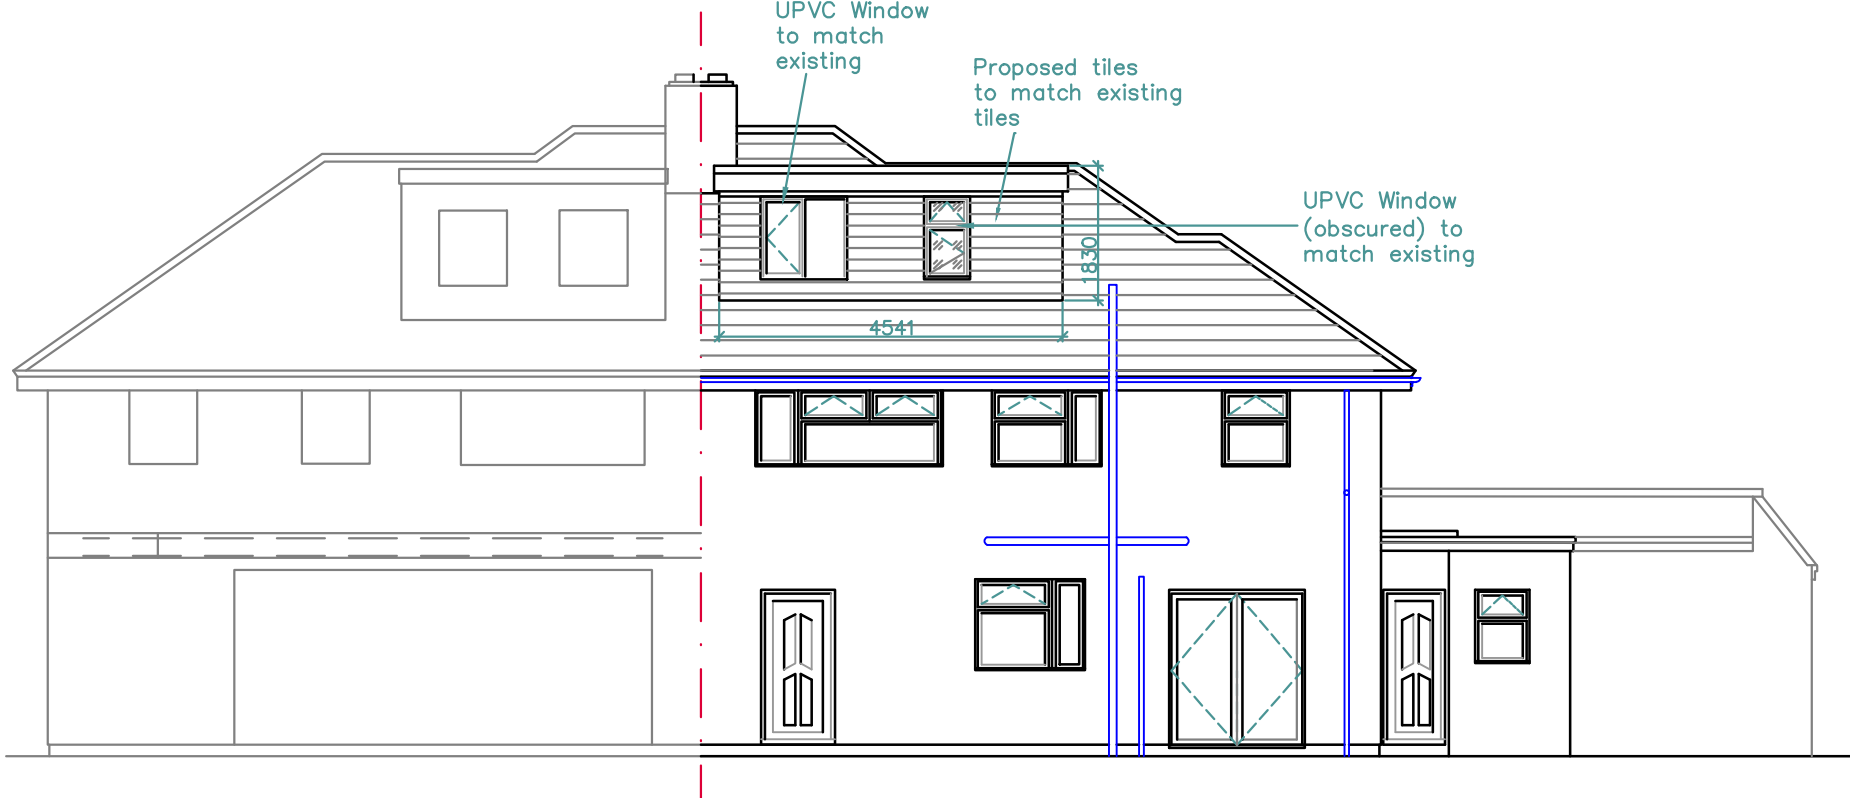 UPVC Window
to match
existing
Proposed tiles
to match existing
tiles
UPVC Window
(obscured) to
match existing
1830
4541